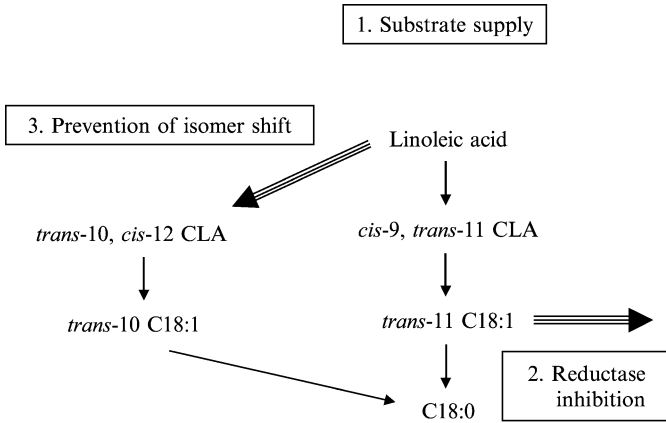 1. Substrate supply
3. Prevention of isomer shift
Linoleic acid
trans-10, cis-12 CLA
cis-9, trans-11 CLA
trans-10 C18:1
trans-11 C18:1
2. Reductase
inhibition
C18:0